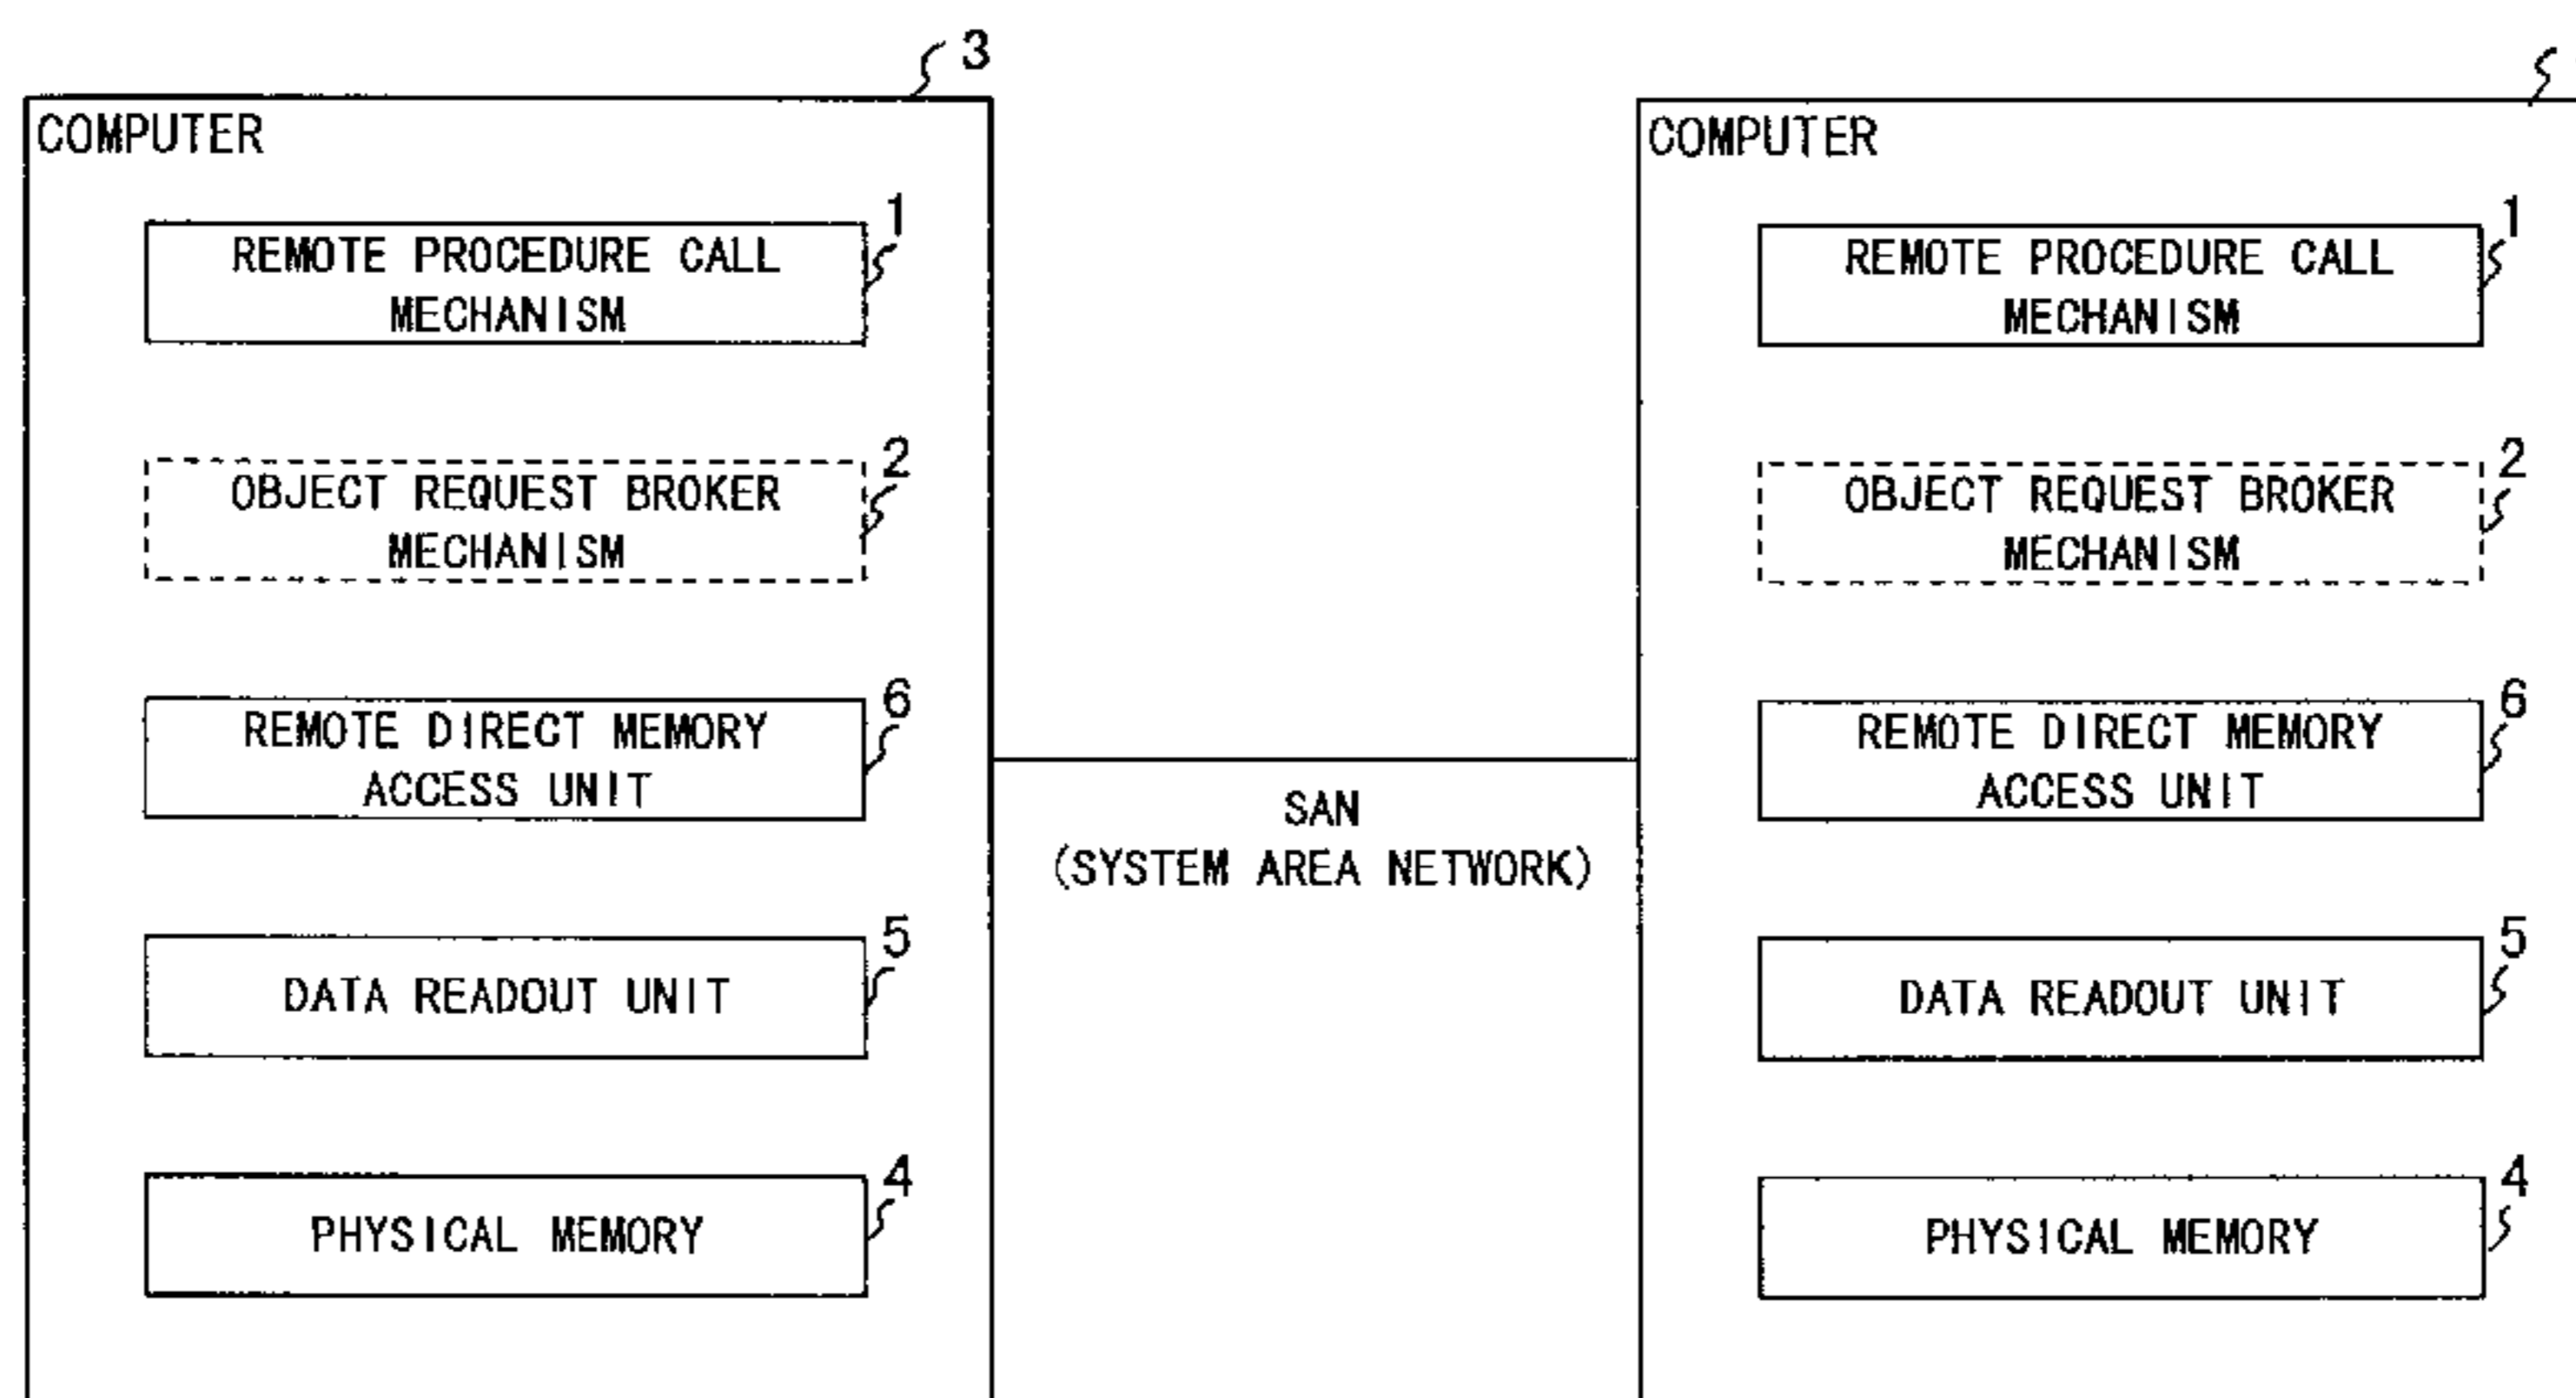 3
COMPUTER
1
REMOTE PROCEDURE CALL
MECHANISM
2
OBJECT REQUEST BROKER
MECHANISM
6
REMOTE DIRECT MEMORY
ACCESS UNIT
5
DATA READOUT UNIT
4
PHYSICAL MEMORY
SAN
(SYSTEM AREA NETWORK)
COMPUTER
1
REMOTE PROCEDURE CALL
MECHANISM
2
OBJECT REQUEST BROKER
MECHANISM
6
REMOTE DIRECT MEMORY
ACCESS UNIT
5
DATA READOUT UNIT
4
PHYSICAL MEMORY